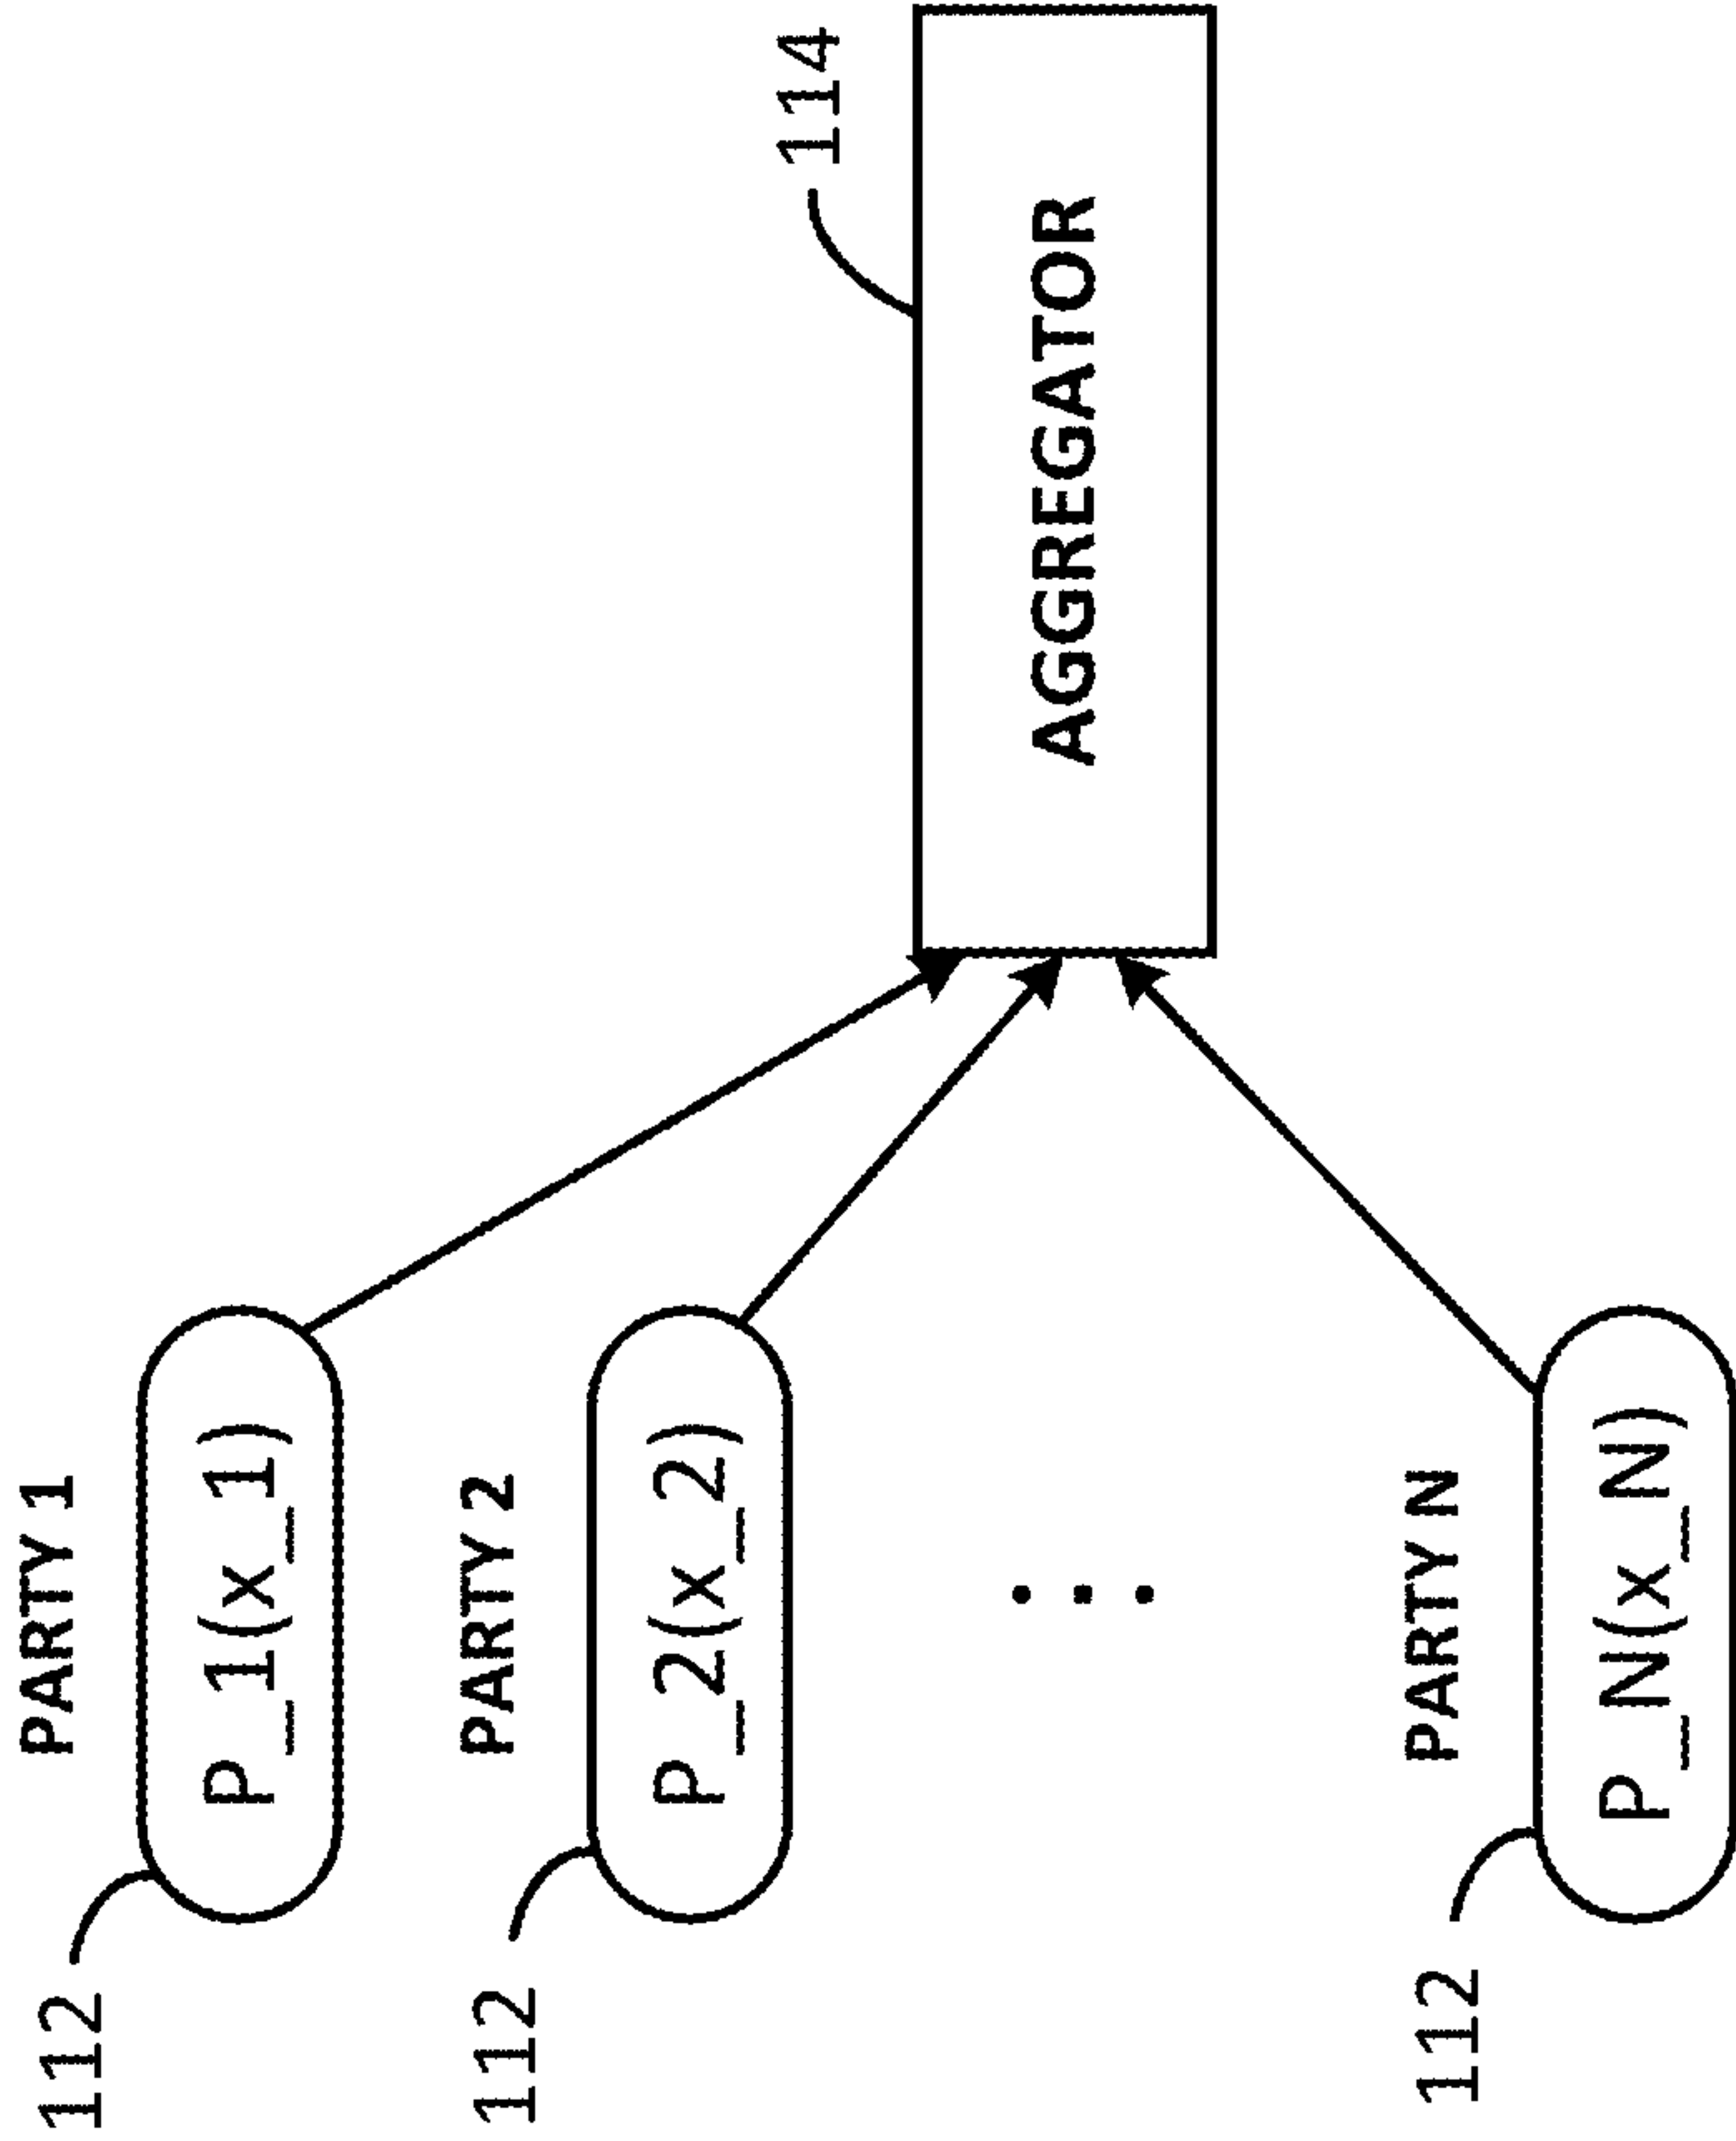 PARTY 1
112
P_1(x_1)
PARTY 2
112
P_2(x_2)
114
AGGREGATOR
PARTY N
112
P_N(x_N)